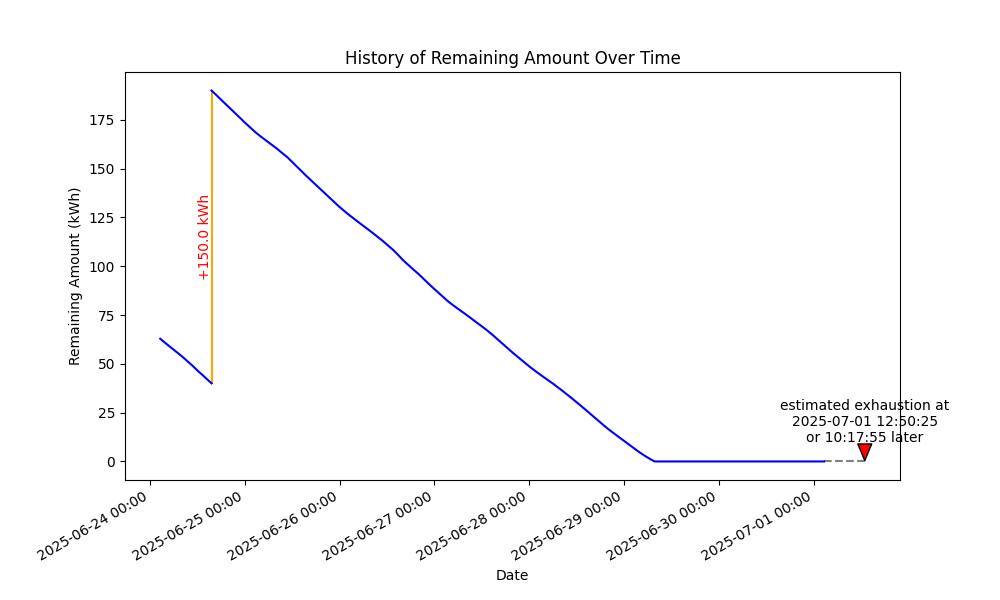 History of Remaining Amount Over Time
Remaining Amount (kWh)
175
150
125
100
75
50
25
0
+150.0 kWh
estimated exhaustion at
2025-07-01 12:50:25
or 10:17:55 later
2025-06-24 00:00
2025-06-25 00:00
2025-06-26 00:00
2025-06-27 00:00
2025-06-28 00:00
2025-06-29 00:00
2025-06-30 00:00
2025-07-01 00:00
Date